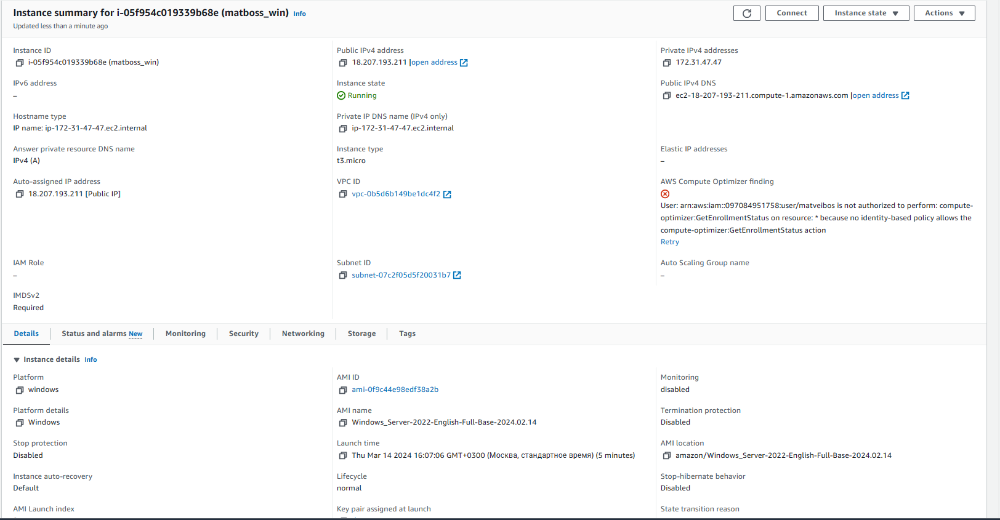 Instance summary for i-05f954c019339b68e (matboss_win) Info
Updated less than a minute ago
Connect
Instance state
Actions
Instance ID
i-05f954c019339b68e (matboss_win)
Public IPv4 address
18.207.193.211 |open address
Private IPv4 addresses
172.31.47.47
IPv6 address
–
Instance state
Running
Public IPv4 DNS
ec2-18-207-193-211.compute-1.amazonaws.com |open address
Hostname type
IP name: ip-172-31-47-47.ec2.internal
Private IP DNS name (IPv4 only)
ip-172-31-47-47.ec2.internal
Answer private resource DNS name
IPv4 (A)
Instance type
t3.micro
Elastic IP addresses
–
Auto-assigned IP address
18.207.193.211 [Public IP]
VPC ID
vpc-0b5d6b149be1dc4f2
AWS Compute Optimizer finding
User: arn:aws:iam::097084951758:user/matveibos is not authorized to perform: compute-
optimizer:GetEnrollmentStatus on resource: * because no identity-based policy allows the
compute-optimizer:GetEnrollmentStatus action
Retry
IAM Role
–
Subnet ID
subnet-07c2f05d5f20031b7
Auto Scaling Group name
–
IMDSv2
Required
Details
Status and alarms New
Monitoring
Security
Networking
Storage
Tags
Instance details Info
Platform
windows
AMI ID
ami-0f9c44e98edf38a2b
Monitoring
disabled
Platform details
Windows
AMI name
Windows_Server-2022-English-Full-Base-2024.02.14
Termination protection
Disabled
Stop protection
Disabled
Launch time
Thu Mar 14 2024 16:07:06 GMT+0300 (Москва, стандартное время) (5 minutes)
AMI location
amazon/Windows_Server-2022-English-Full-Base-2024.02.14
Instance auto-recovery
Default
Lifecycle
normal
Stop-hibernate behavior
Disabled
AMI Launch index
Key pair assigned at launch
State transition reason